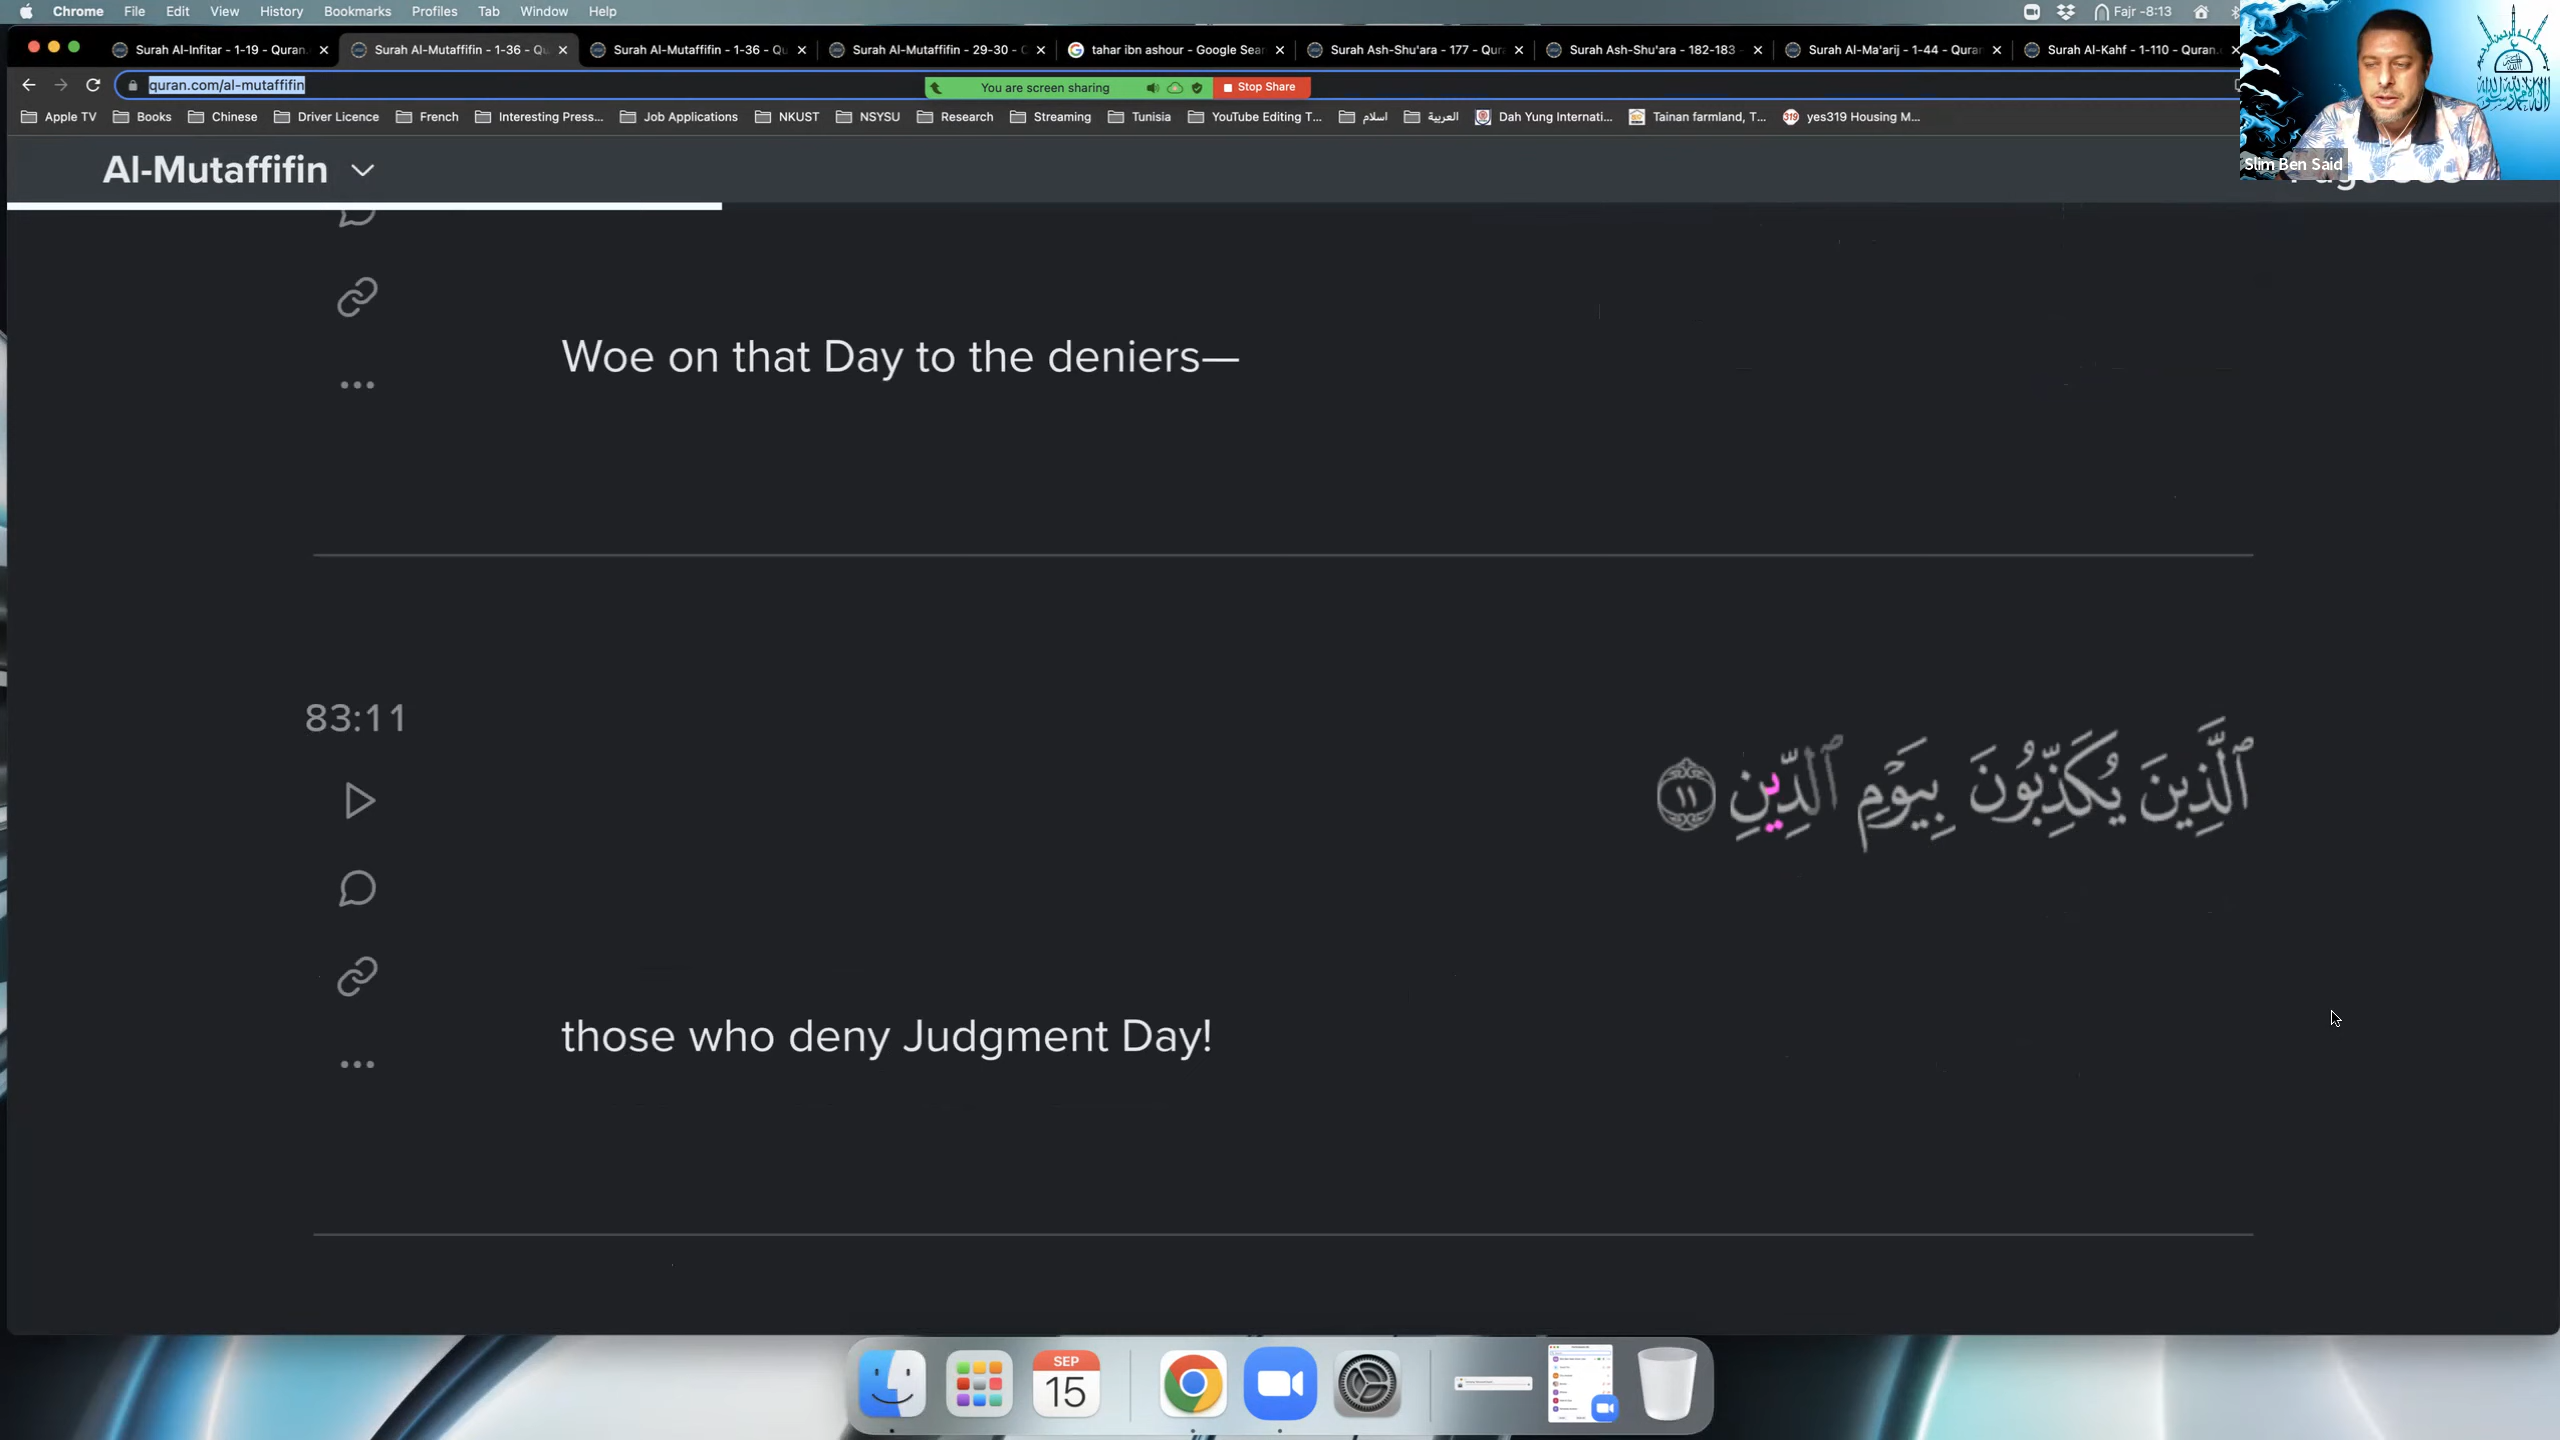 Chrome File Edit View History Bookmarks Profiles Tab Window Help Fajr -8:13
Surah Al-Infitar - 1-19 - Quran. Surah Al-Mutaffifin - 1-36 - Qu Surah Al-Mutaffifin - 1-36 - Qu Surah Al-Mutaffifin - 29-30 - tahar ibn ashour - Google Sear Surah Ash-Shu'ara - 177 - Qur Surah Ash-Shu'ara - 182-183 - Surah Al-Ma'arij - 1-44 - Quran Surah Al-Kahf - 1-110 - Quran.
quran.com/al-mutaffifin You are screen sharing Stop Share
Apple TV Books Chinese Driver Licence French Interesting Press... Job Applications NKUST NSYSU Research Streaming Tunisia YouTube Editing T... اسلام العربية Dah Yung Internati... Tainan farmland, T... 319 yes319 Housing M...
Slim Ben Said
Al-Mutaffifin
Woe on that Day to the deniers—
83:11
ٱلَّذِينَ يُكَذِّبُونَ بِيَوْمِ ٱلدِّينِ ١١
those who deny Judgment Day!
SEP
15